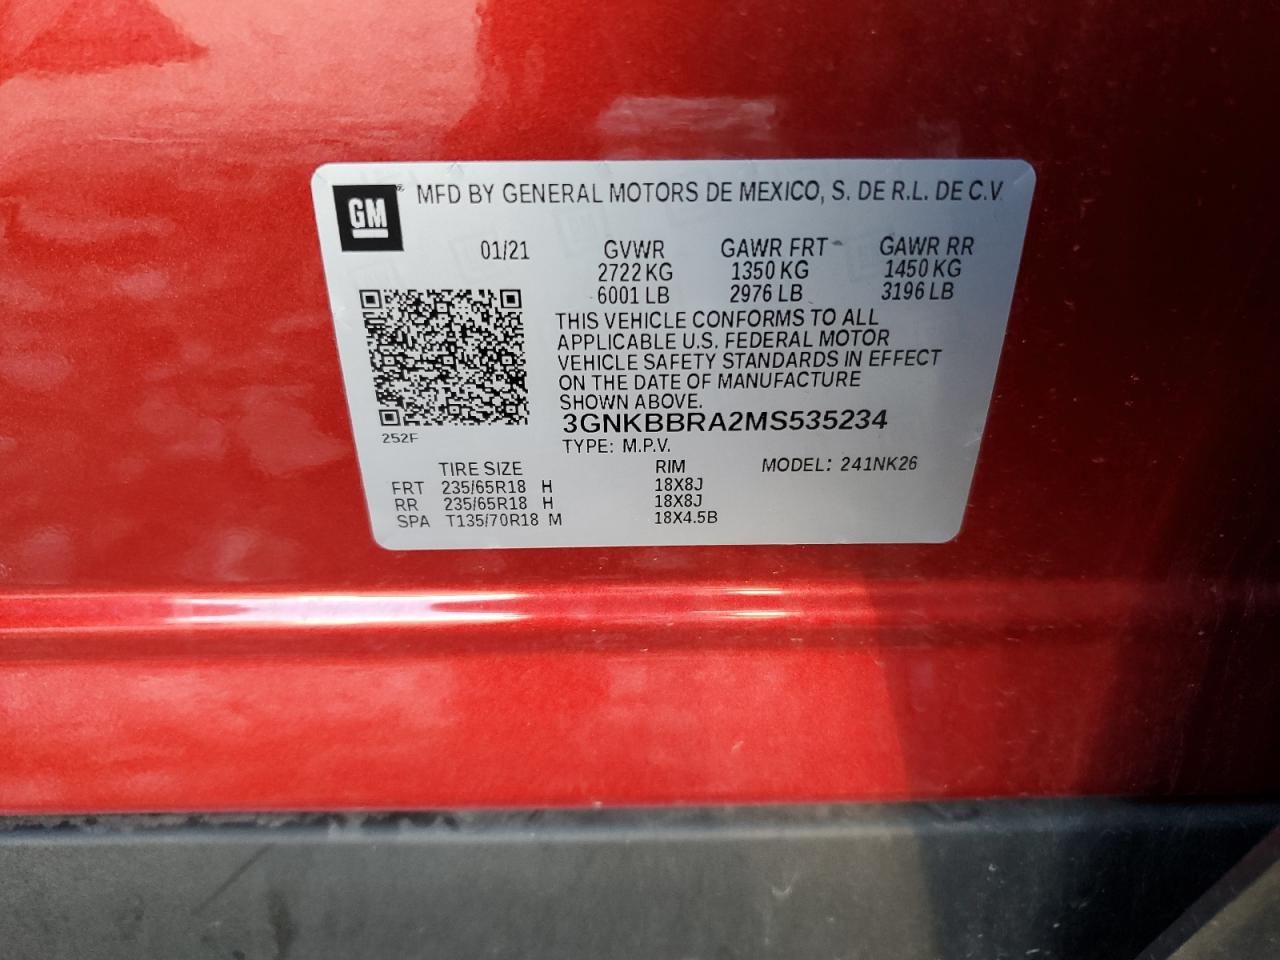 GM® MFD BY GENERAL MOTORS DE MEXICO, S. DE R.L. DE C.V.
01/21 GVWR GAWR FRT GAWR RR
2722 KG 1350 KG 1450 KG
6001 LB 2976 LB 3196 LB
THIS VEHICLE CONFORMS TO ALL
APPLICABLE U.S. FEDERAL MOTOR
VEHICLE SAFETY STANDARDS IN EFFECT
ON THE DATE OF MANUFACTURE
SHOWN ABOVE.
3GNKBBRA2MS535234
252F
TYPE: M.P.V.
TIRE SIZE RIM MODEL: 241NK26
FRT 235/65R18 H 18X8J
RR 235/65R18 H 18X8J
SPA T135/70R18 M 18X4.5B